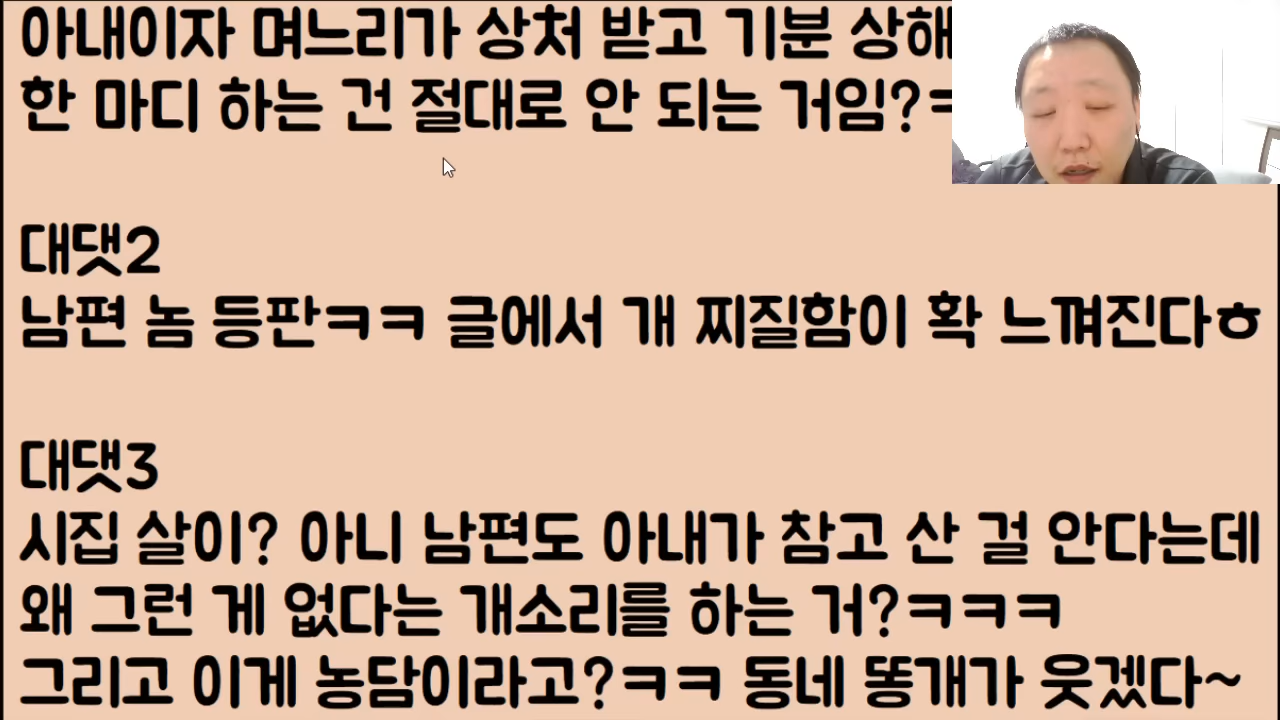 아내이자 며느리가 상처 받고 기분 상해
한 마디 하는 건 절대로 안 되는 거임?ㅋ
대댓2
남편 놈 등판ㅋㅋ 글에서 개 찌질함이 확 느껴진다ㅎ
대댓3
시집 살이? 아니 남편도 아내가 참고 산 걸 안다는데
왜 그런 게 없다는 개소리를 하는 거?ㅋㅋㅋ
그리고 이게 농담이라고?ㅋㅋ 동네 똥개가 웃겠다~